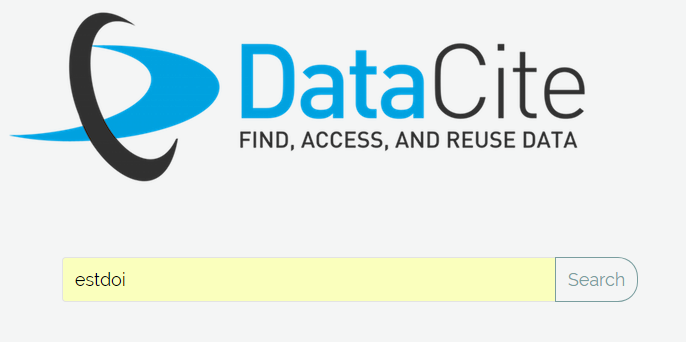 DataCite
FIND, ACCESS, AND REUSE DATA
estdoi Search